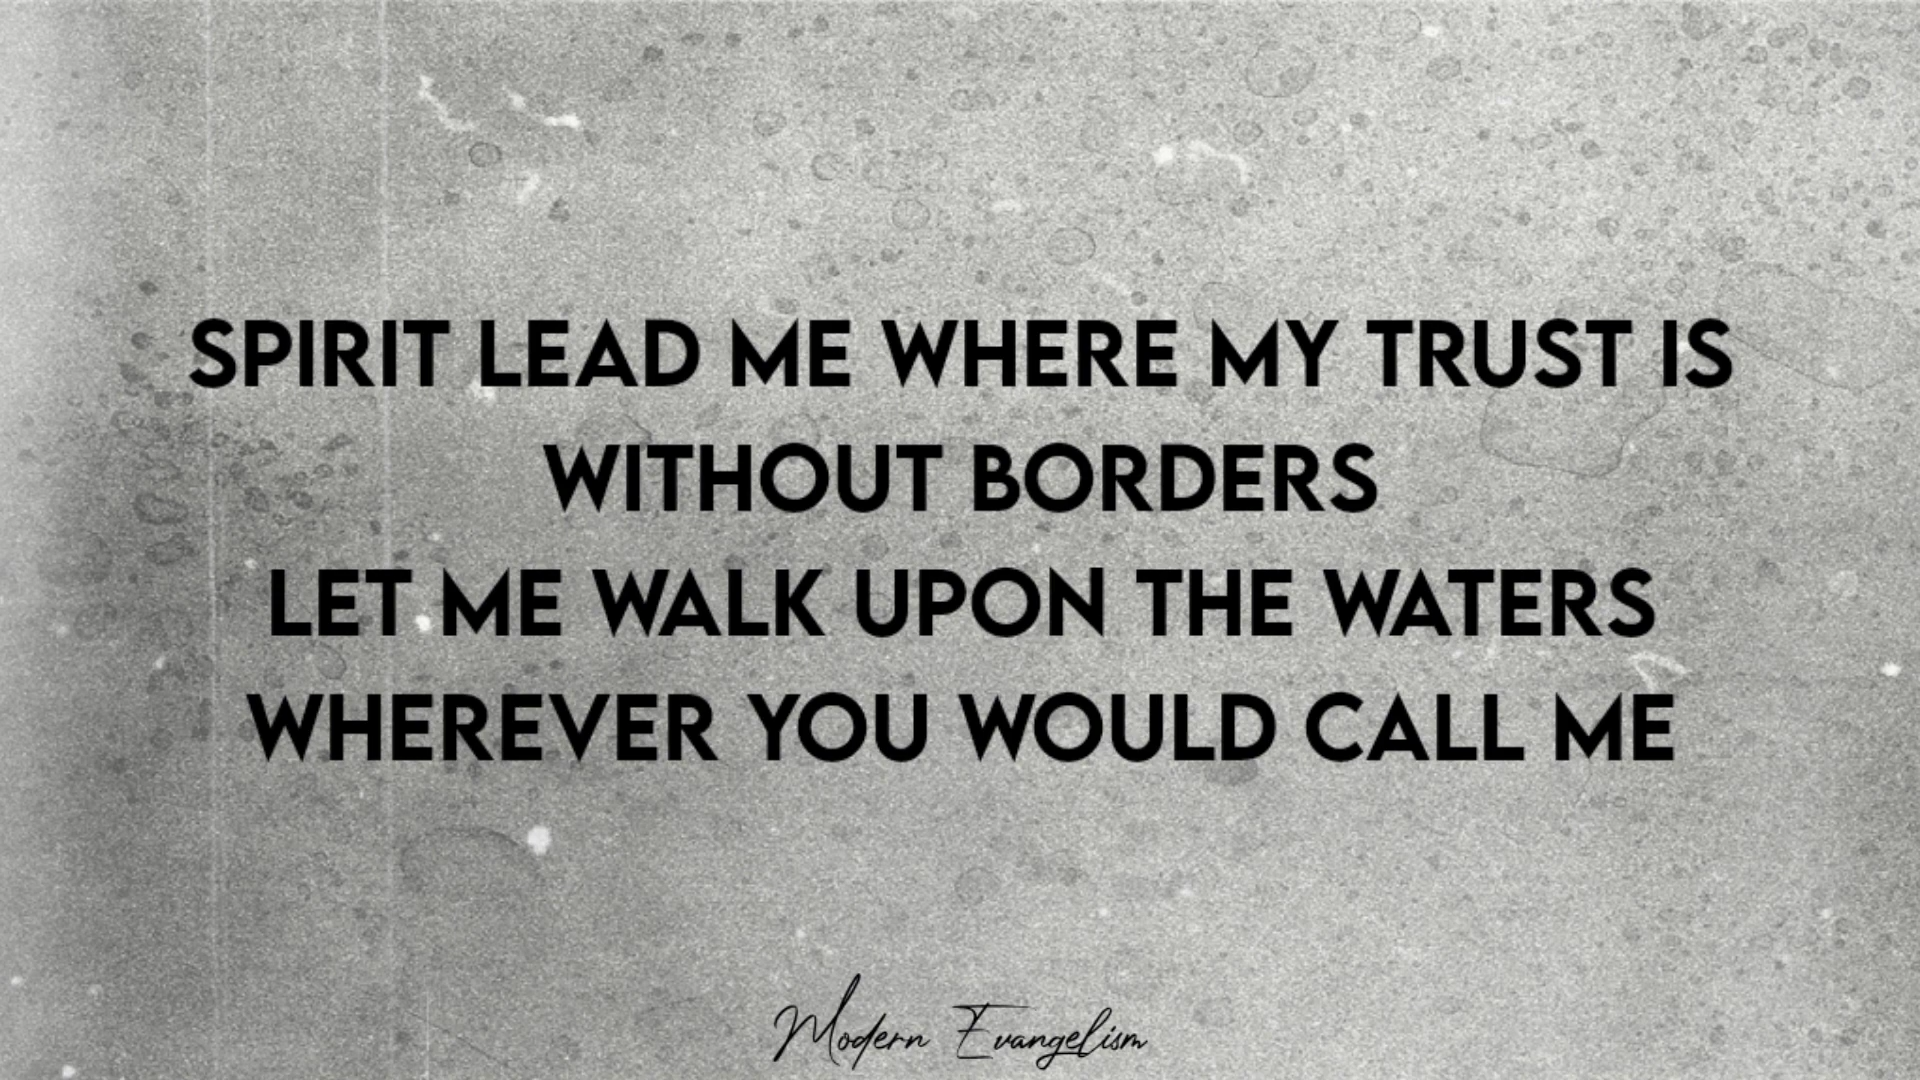 SPIRIT LEAD ME WHERE MY TRUST IS
WITHOUT BORDERS
LET ME WALK UPON THE WATERS
WHEREVER YOU WOULD CALL ME
Modern Evangelism